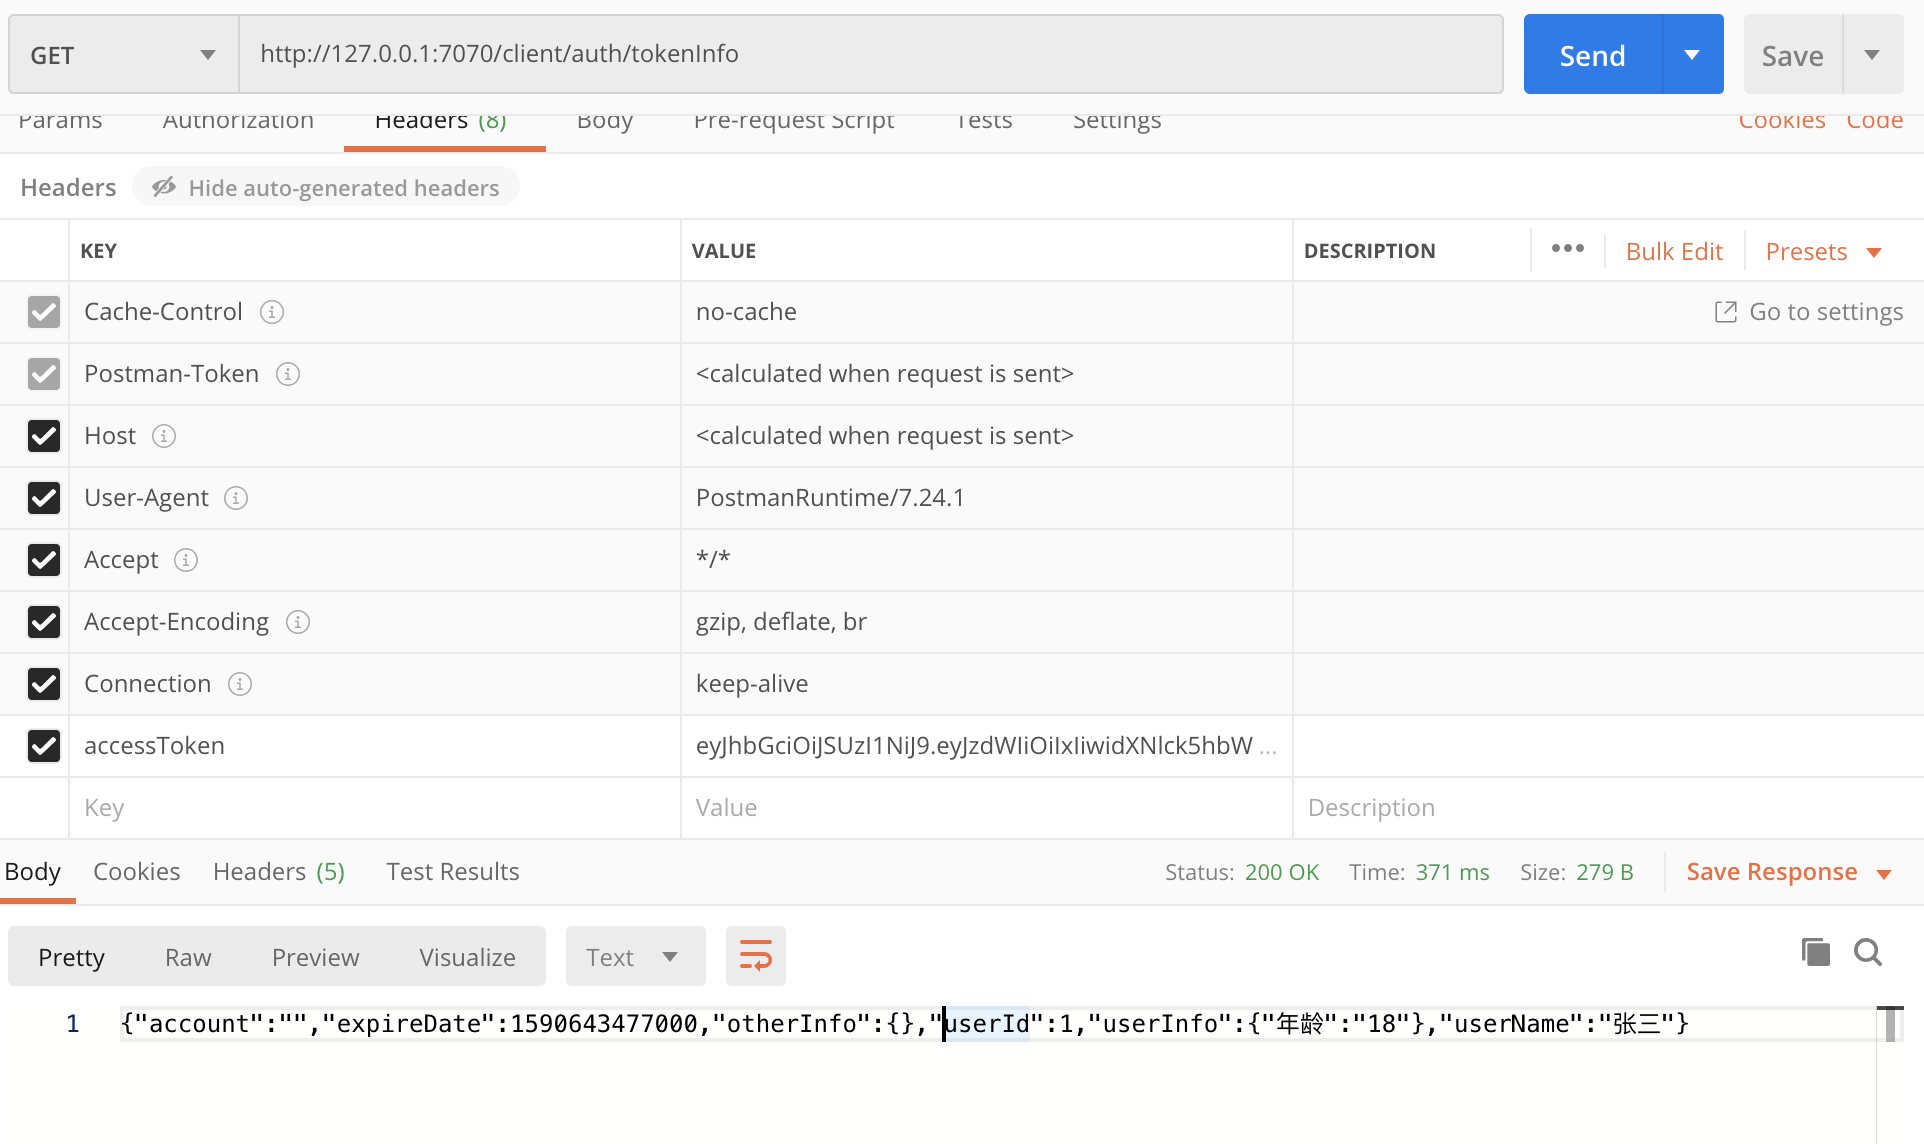 GET http://127.0.0.1:7070/client/auth/tokenInfo Send Save
Params Authorization Headers (8) Body Pre-request Script Tests Settings Cookies Code
Headers Hide auto-generated headers
KEY VALUE DESCRIPTION ••• Bulk Edit Presets
Cache-Control no-cache Go to settings
Postman-Token <calculated when request is sent>
Host <calculated when request is sent>
User-Agent PostmanRuntime/7.24.1
Accept */*
Accept-Encoding gzip, deflate, br
Connection keep-alive
accessToken eyJhbGciOiJSUzI1NiJ9.eyJzdWIiOiIxIiwidXNlck5hbW ...
Key Value Description
Body Cookies Headers (5) Test Results Status: 200 OK Time: 371 ms Size: 279 B Save Response
Pretty Raw Preview Visualize Text
1 {"account":"","expireDate":1590643477000,"otherInfo":{},"userId":1,"userInfo":{"年龄":"18"},"userName":"张三"}